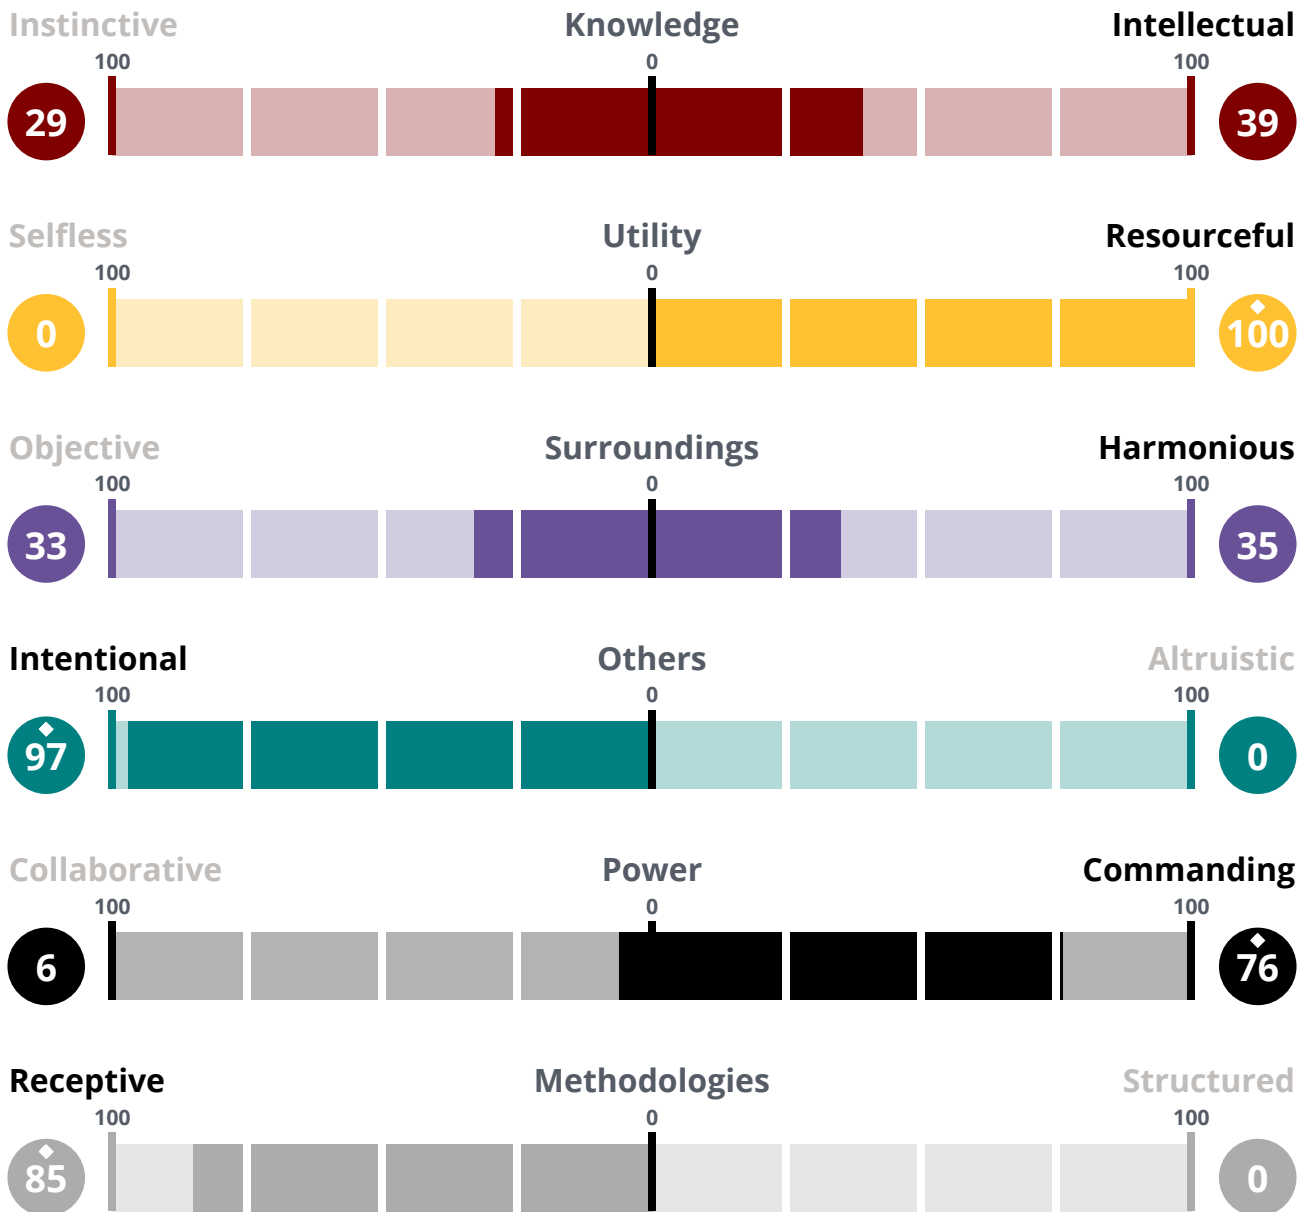 Instinctive Knowledge Intellectual
100 0 100
29 39
Selfless Utility Resourceful
100 0 100
0 100
Objective Surroundings Harmonious
100 0 100
33 35
Intentional Others Altruistic
100 0 100
97 0
Collaborative Power Commanding
100 0 100
6 76
Receptive Methodologies Structured
100 0 100
85 0